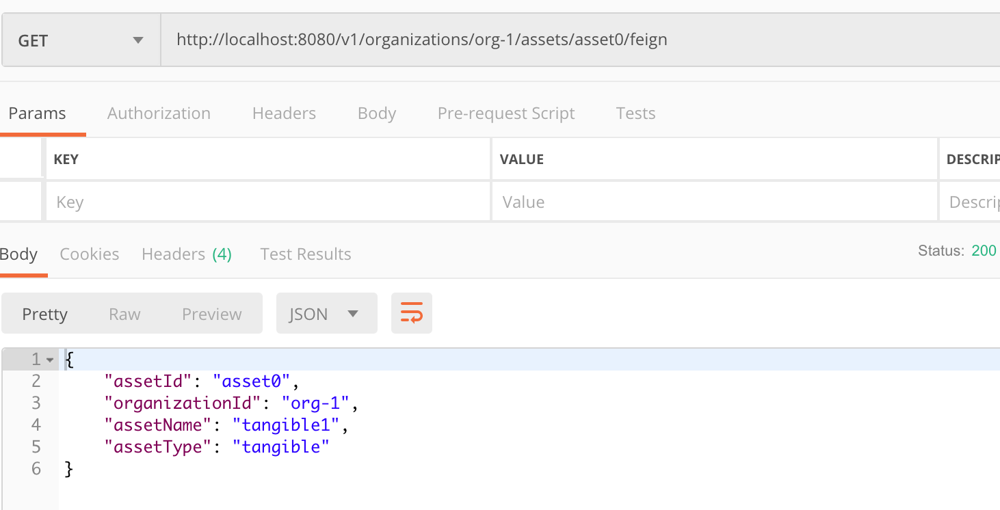 GET http://localhost:8080/v1/organizations/org-1/assets/asset0/feign
Params Authorization Headers Body Pre-request Script Tests
KEY VALUE DESCRIP
Key Value Descrip
Body Cookies Headers (4) Test Results Status: 200
Pretty Raw Preview JSON
1 {
2 "assetId": "asset0",
3 "organizationId": "org-1",
4 "assetName": "tangible1",
5 "assetType": "tangible"
6 }